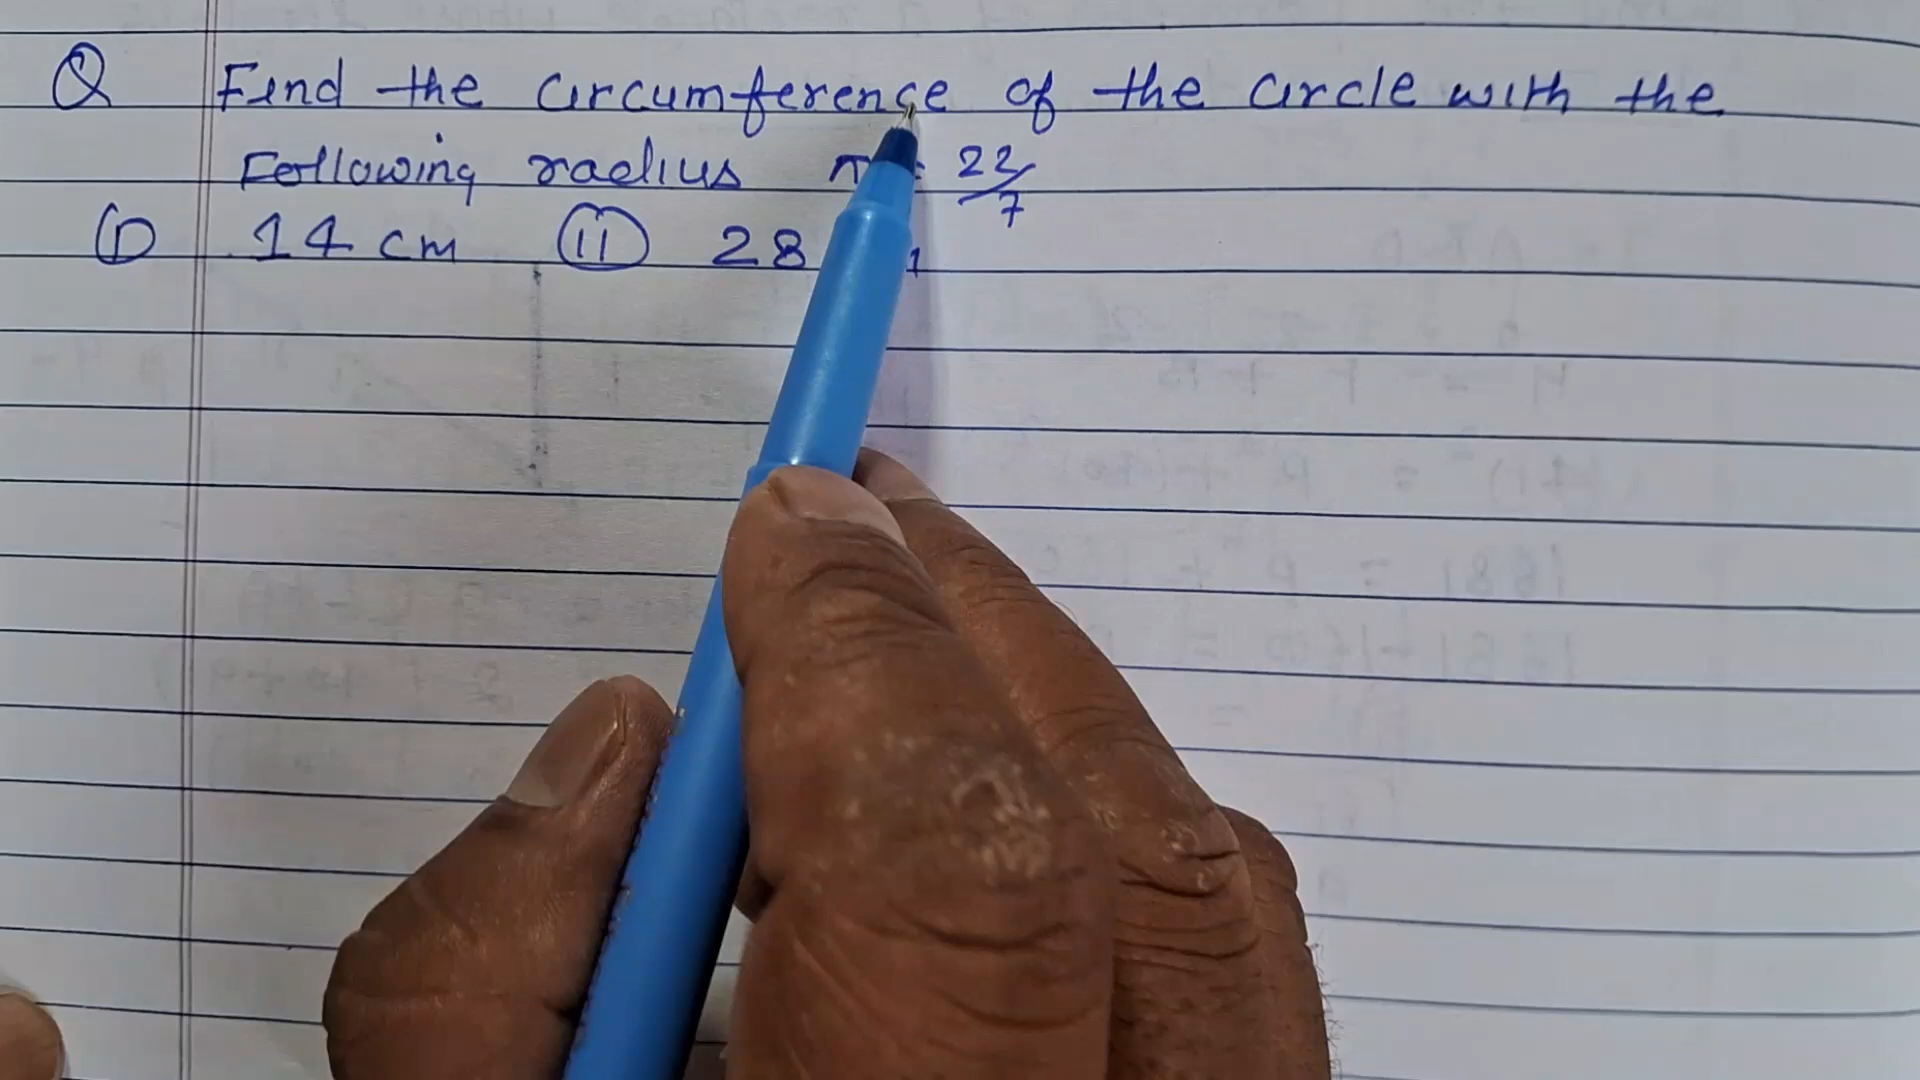 Q Find the circumference of the circle with the
Following radius π = 22/7
(i) 14 cm (ii) 28